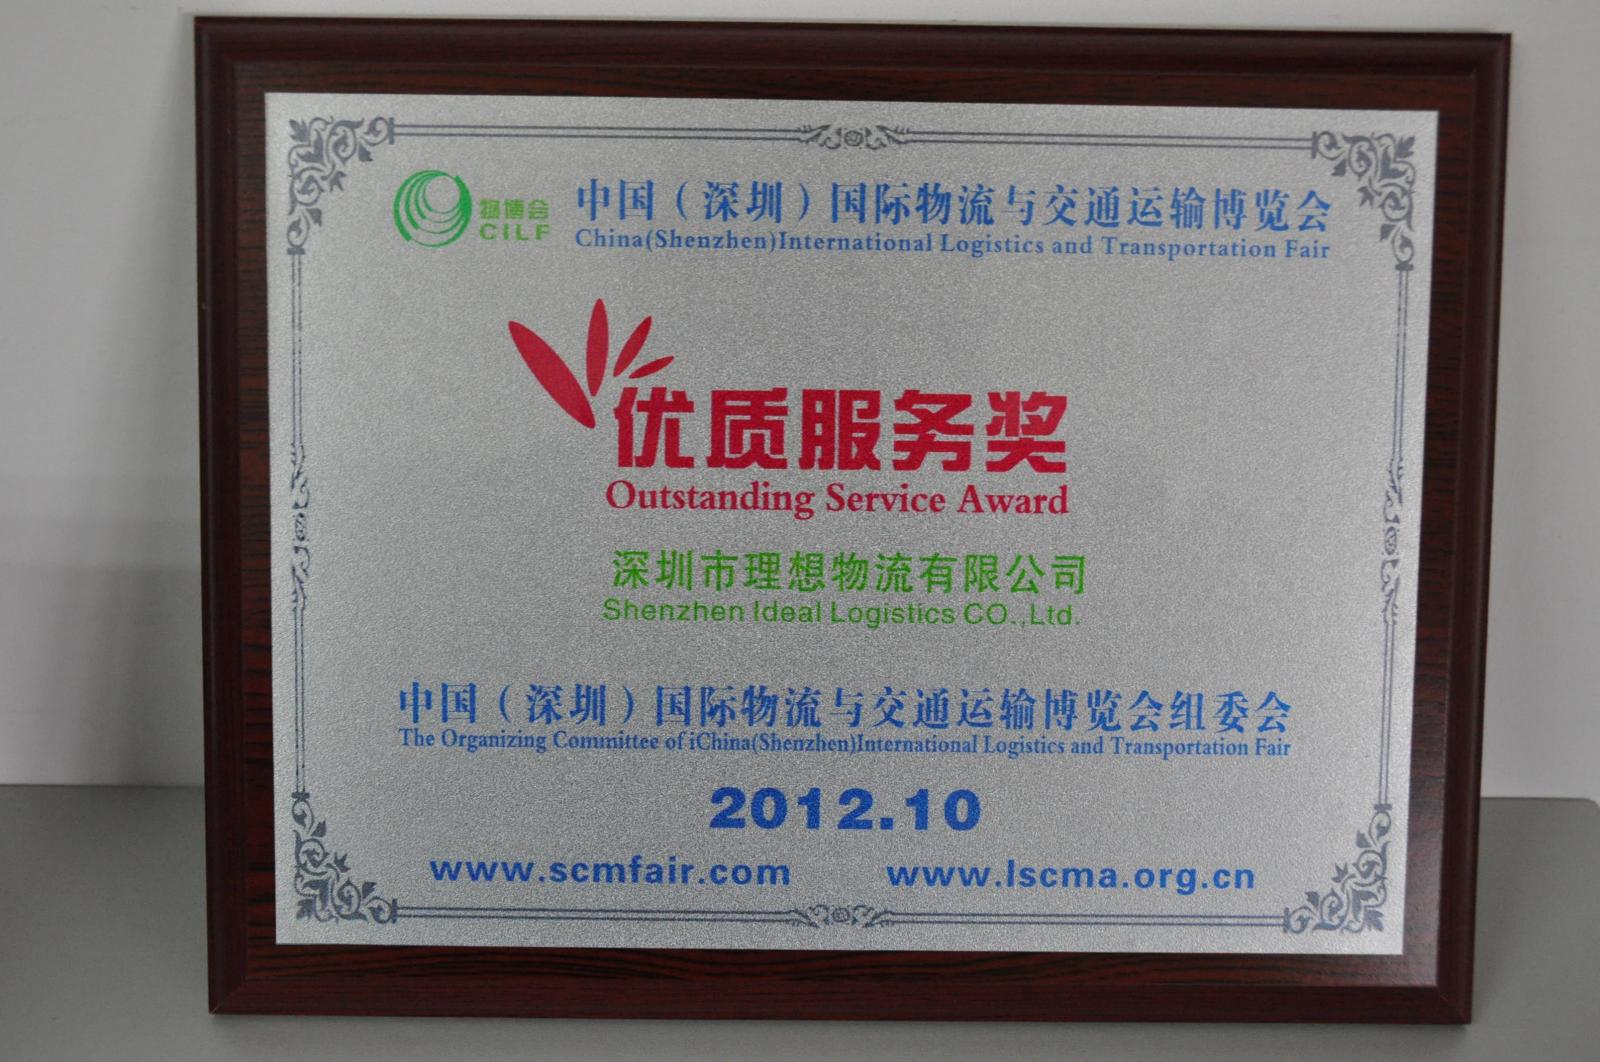 物博会
CILF
中国（深圳）国际物流与交通运输博览会
China(Shenzhen)International Logistics and Transportation Fair
优质服务奖
Outstanding Service Award
深圳市理想物流有限公司
Shenzhen Ideal Logistics CO.,Ltd.
中国（深圳）国际物流与交通运输博览会组委会
The Organizing Committee of iChina(Shenzhen)International Logistics and Transportation Fair
2012.10
www.scmfair.com www.lscma.org.cn